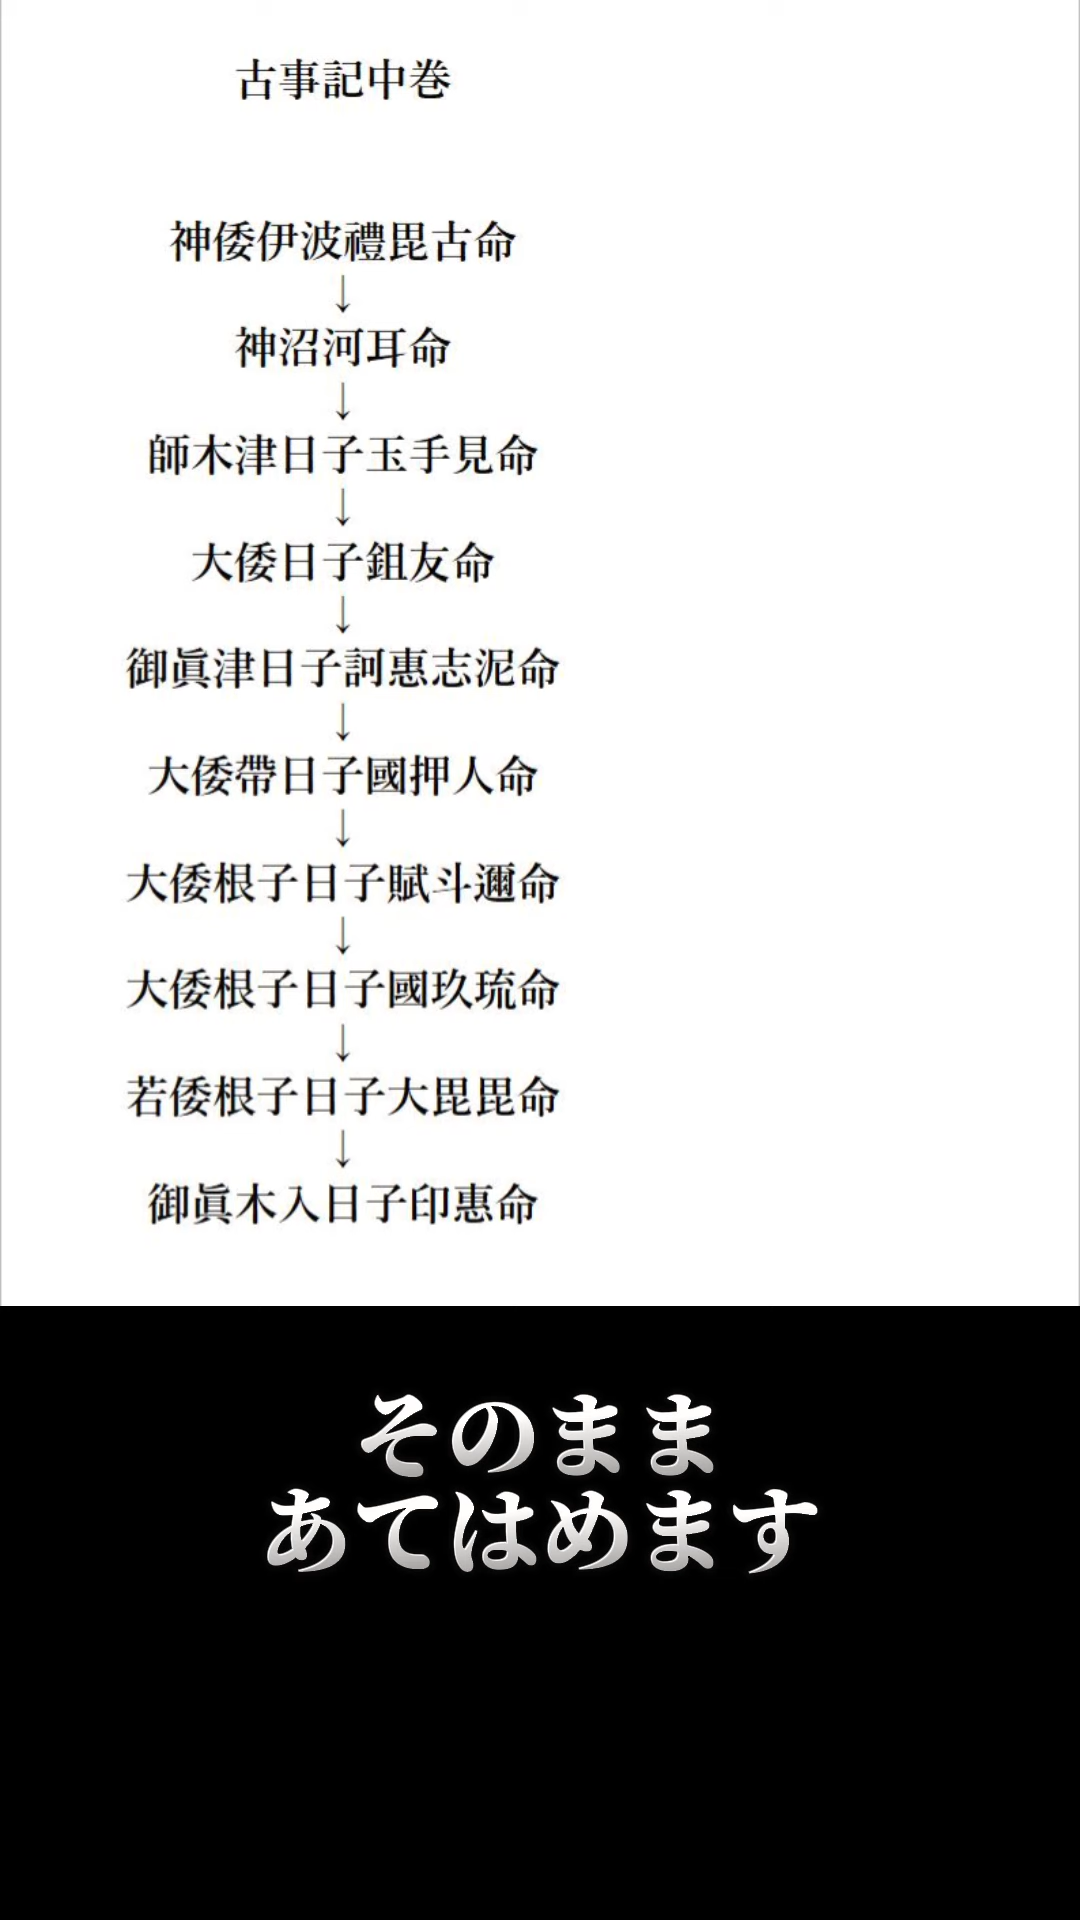 古事記中巻
神倭伊波禮毘古命
↓
神沼河耳命
↓
師木津日子玉手見命
↓
大倭日子鉏友命
↓
御眞津日子訶惠志泥命
↓
大倭帶日子國押人命
↓
大倭根子日子賦斗邇命
↓
大倭根子日子國玖琉命
↓
若倭根子日子大毘毘命
↓
御眞木入日子印惠命
そのまま
あてはめます